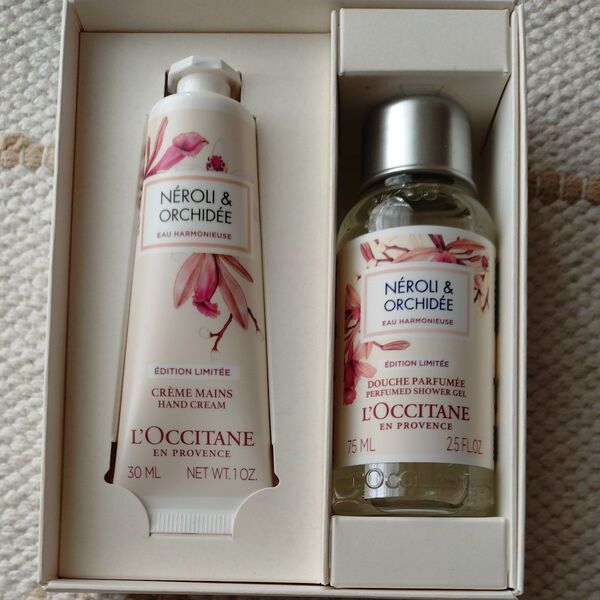 NÉROLI &
ORCHIDÉE
EAU HARMONIEUSE
ÉDITION LIMITÉE
CRÈME MAINS
HAND CREAM
L'OCCITANE
EN PROVENCE
30 ML NET WT. 1 OZ.
NÉROLI &
ORCHIDÉE
EAU HARMONIEUSE
ÉDITION LIMITÉE
DOUCHE PARFUMÉE
PERFUMED SHOWER GEL
L'OCCITANE
EN PROVENCE
75 ML 2.5 FL.OZ